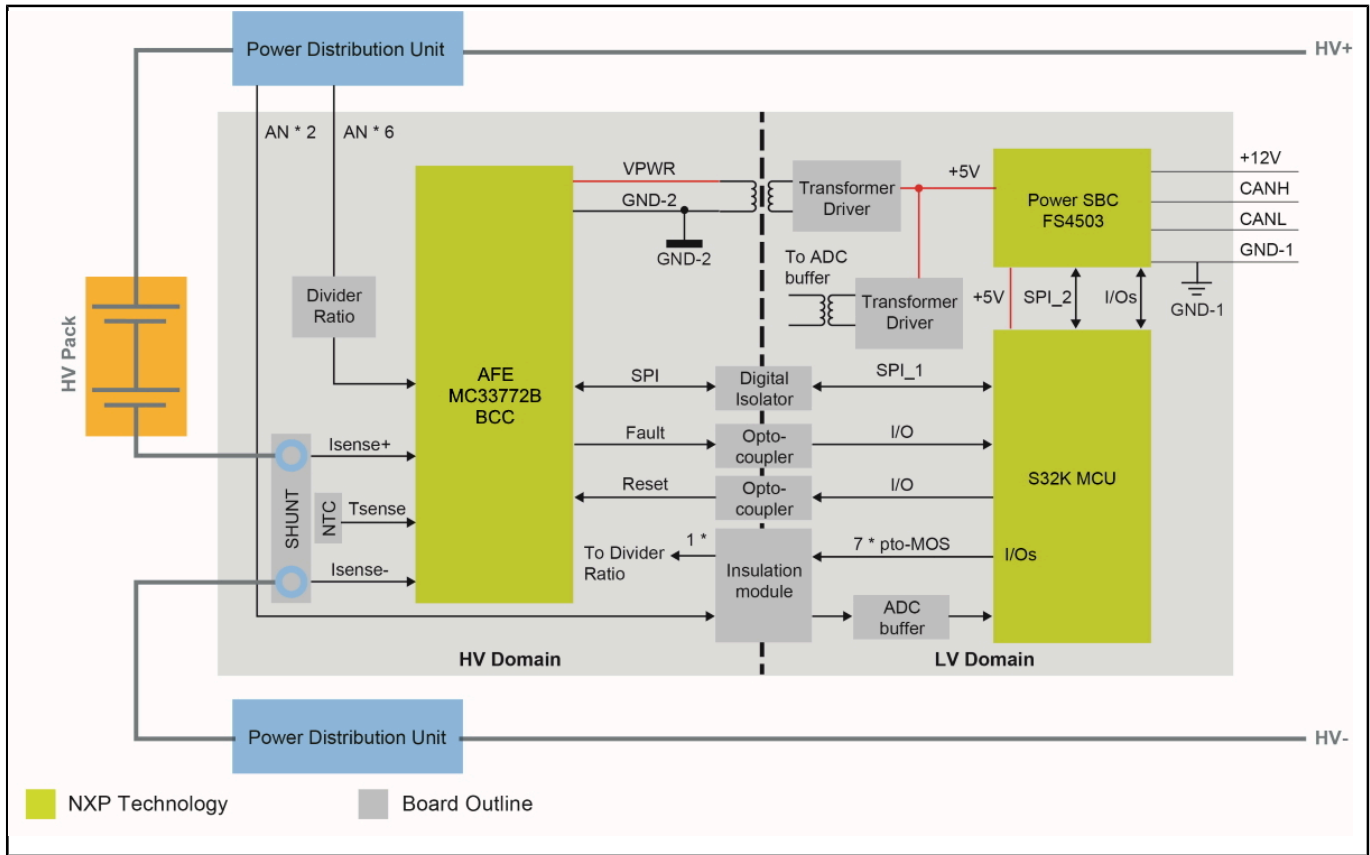 Power Distribution Unit
HV+
AN * 2
AN * 6
VPWR
GND-2
GND-2
Transformer
Driver
+5V
Power SBC
FS4503
+12V
CANH
CANL
GND-1
GND-1
To ADC
buffer
Transformer
Driver
+5V
SPI_2
I/Os
Divider
Ratio
HV Pack
AFE
MC33772B
BCC
SPI
Digital
Isolator
SPI_1
Fault
Opto-
coupler
I/O
Reset
Opto-
coupler
I/O
S32K MCU
SHUNT
Isense+
NTC
Tsense
Isense-
To Divider
Ratio
1 *
Insulation
module
7 * pto-MOS
I/Os
ADC
buffer
HV Domain
LV Domain
Power Distribution Unit
HV-
NXP Technology
Board Outline